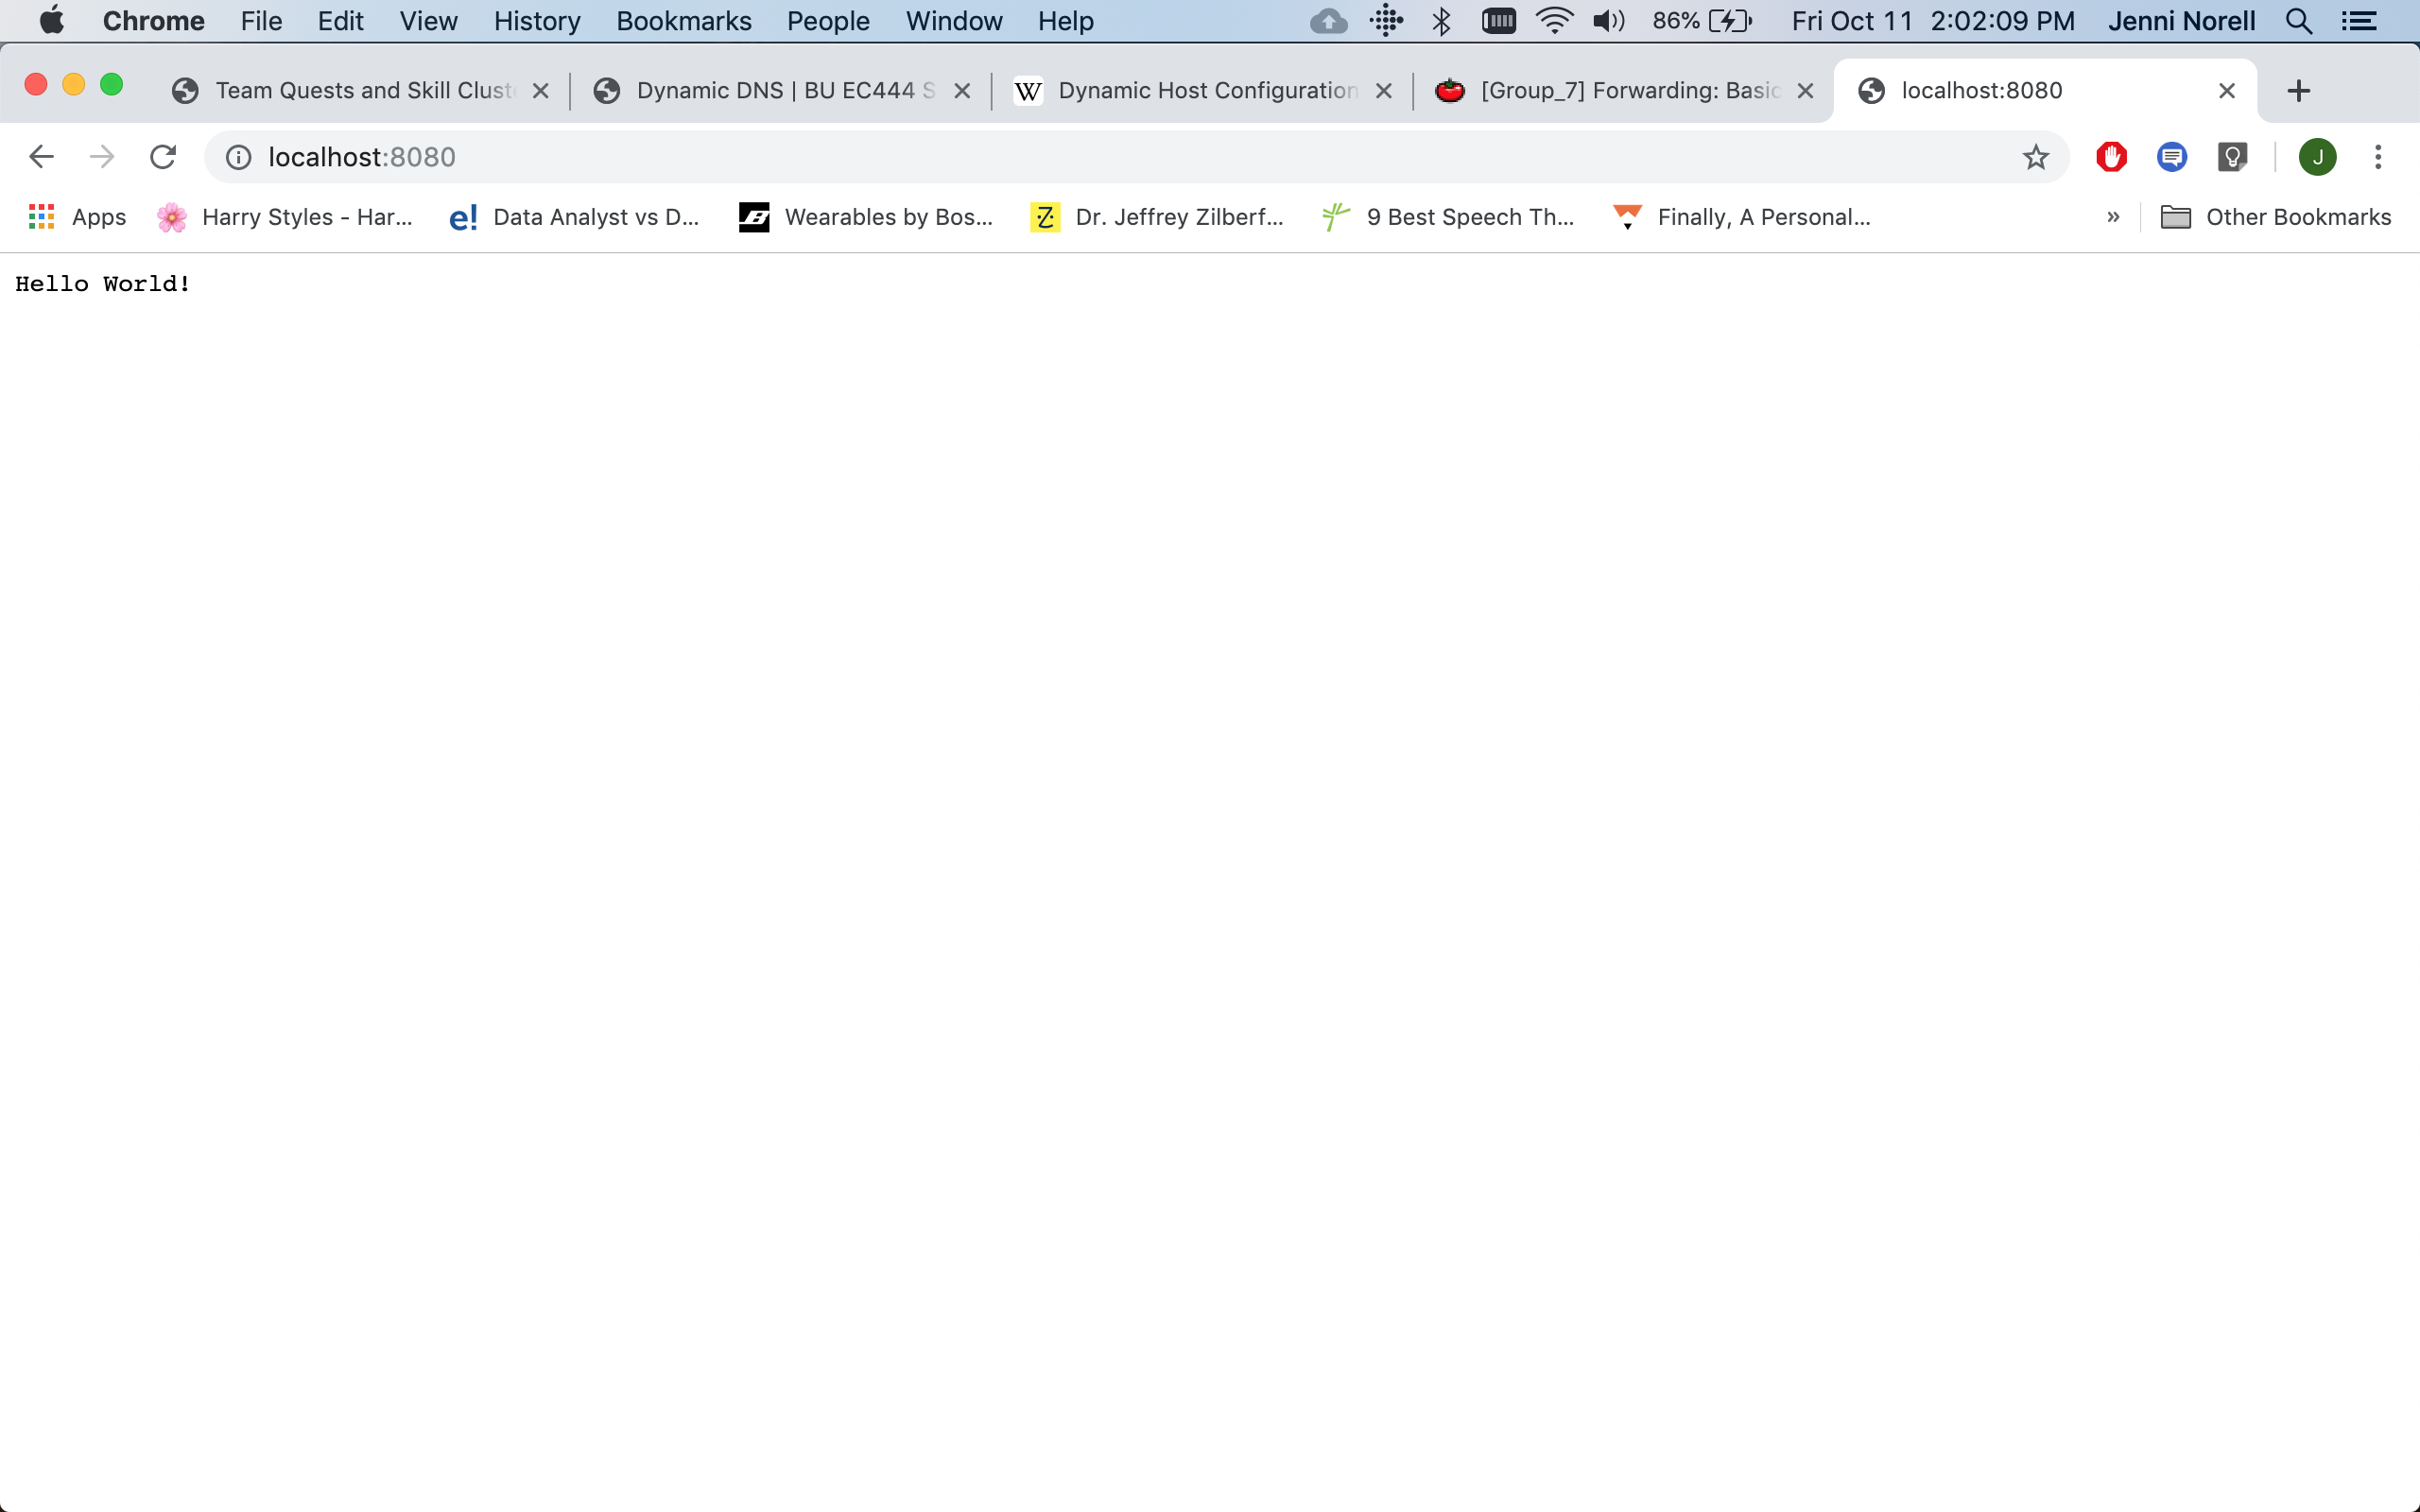 Chrome File Edit View History Bookmarks People Window Help 86% Fri Oct 11 2:02:09 PM Jenni Norell
Team Quests and Skill Clust Dynamic DNS | BU EC444 S W Dynamic Host Configuration [Group_7] Forwarding: Basic localhost:8080
localhost:8080 J
Apps Harry Styles - Har... e! Data Analyst vs D... Wearables by Bos... Z Dr. Jeffrey Zilberf... 9 Best Speech Th... Finally, A Personal... » Other Bookmarks
Hello World!